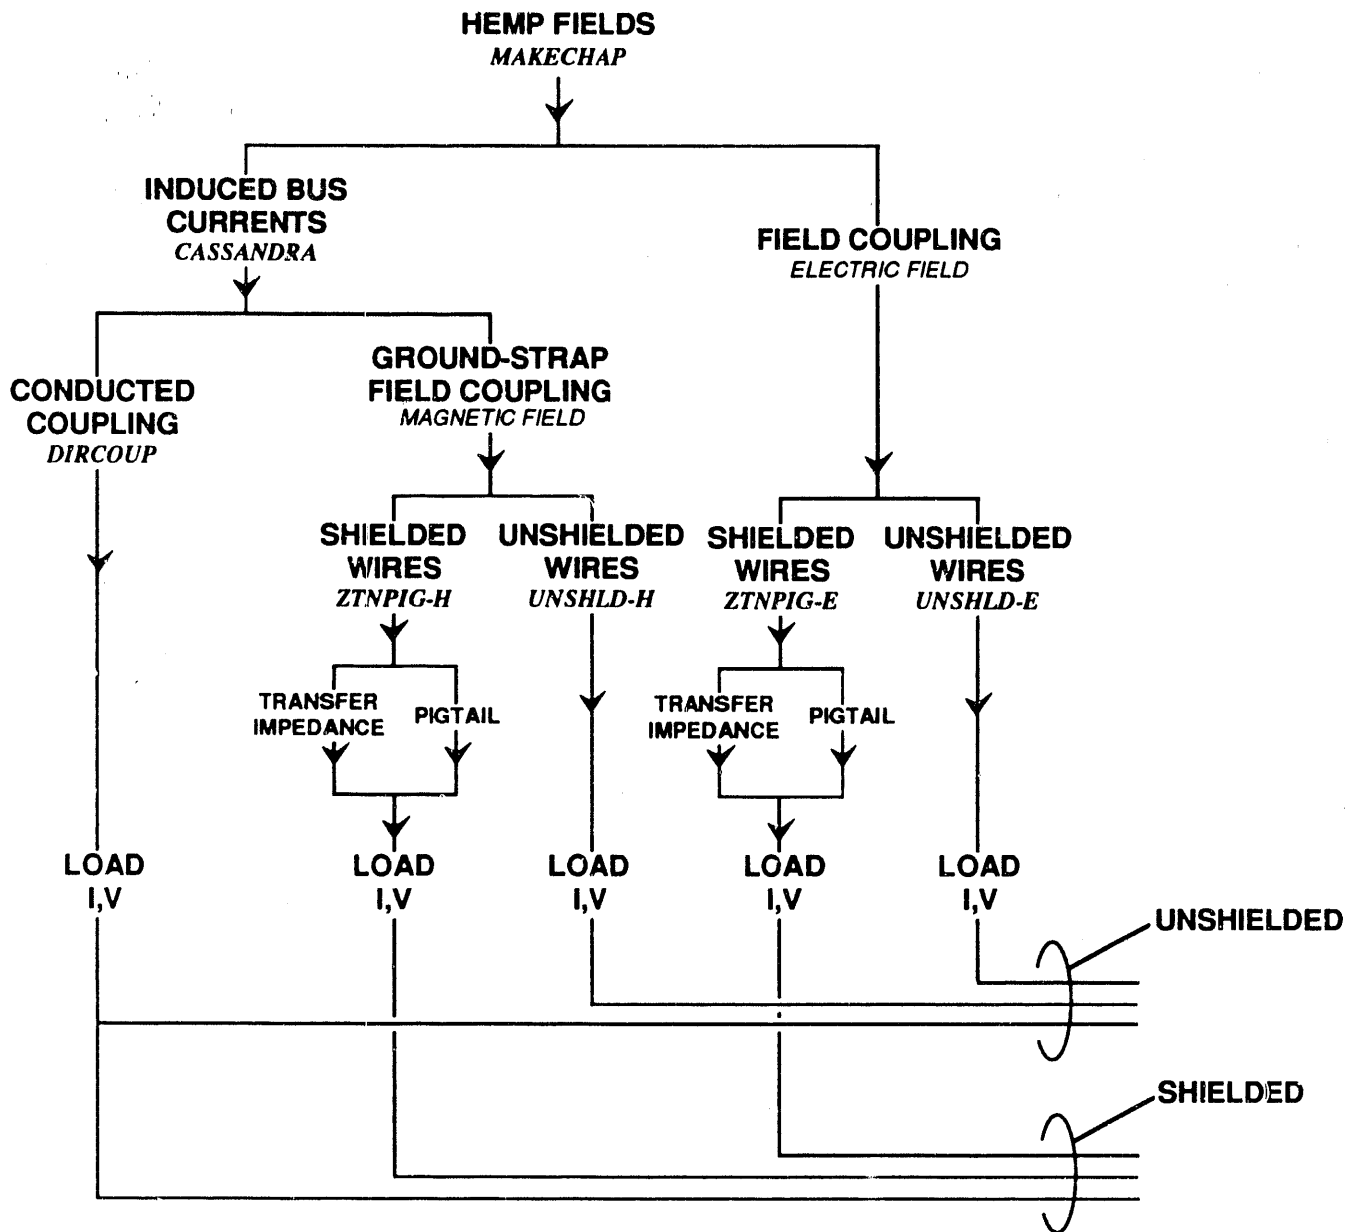 HEMP FIELDS
MAKECHAP
INDUCED BUS
CURRENTS
CASSANDRA
FIELD COUPLING
ELECTRIC FIELD
CONDUCTED
COUPLING
DIRCOUP
GROUND-STRAP
FIELD COUPLING
MAGNETIC FIELD
SHIELDED
WIRES
ZTNPIG-H
UNSHIELDED
WIRES
UNSHLD-H
SHIELDED
WIRES
ZTNPIG-E
UNSHIELDED
WIRES
UNSHLD-E
TRANSFER
IMPEDANCE
PIGTAIL
TRANSFER
IMPEDANCE
PIGTAIL
LOAD
I,V
LOAD
I,V
LOAD
I,V
LOAD
I,V
LOAD
I,V
UNSHIELDED
SHIELDED